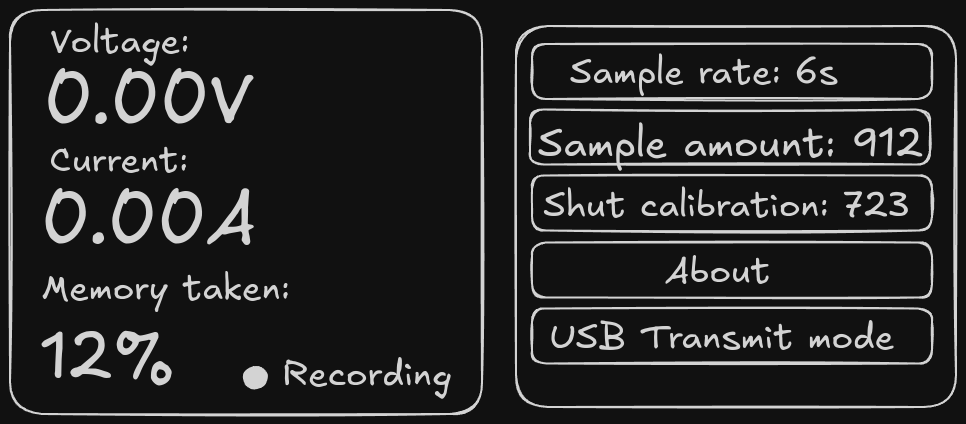 Voltage:
0.00V
Current:
0.00A
Memory taken:
12%
Recording
Sample rate: 6s
Sample amount: 912
Shut calibration: 723
About
USB Transmit mode